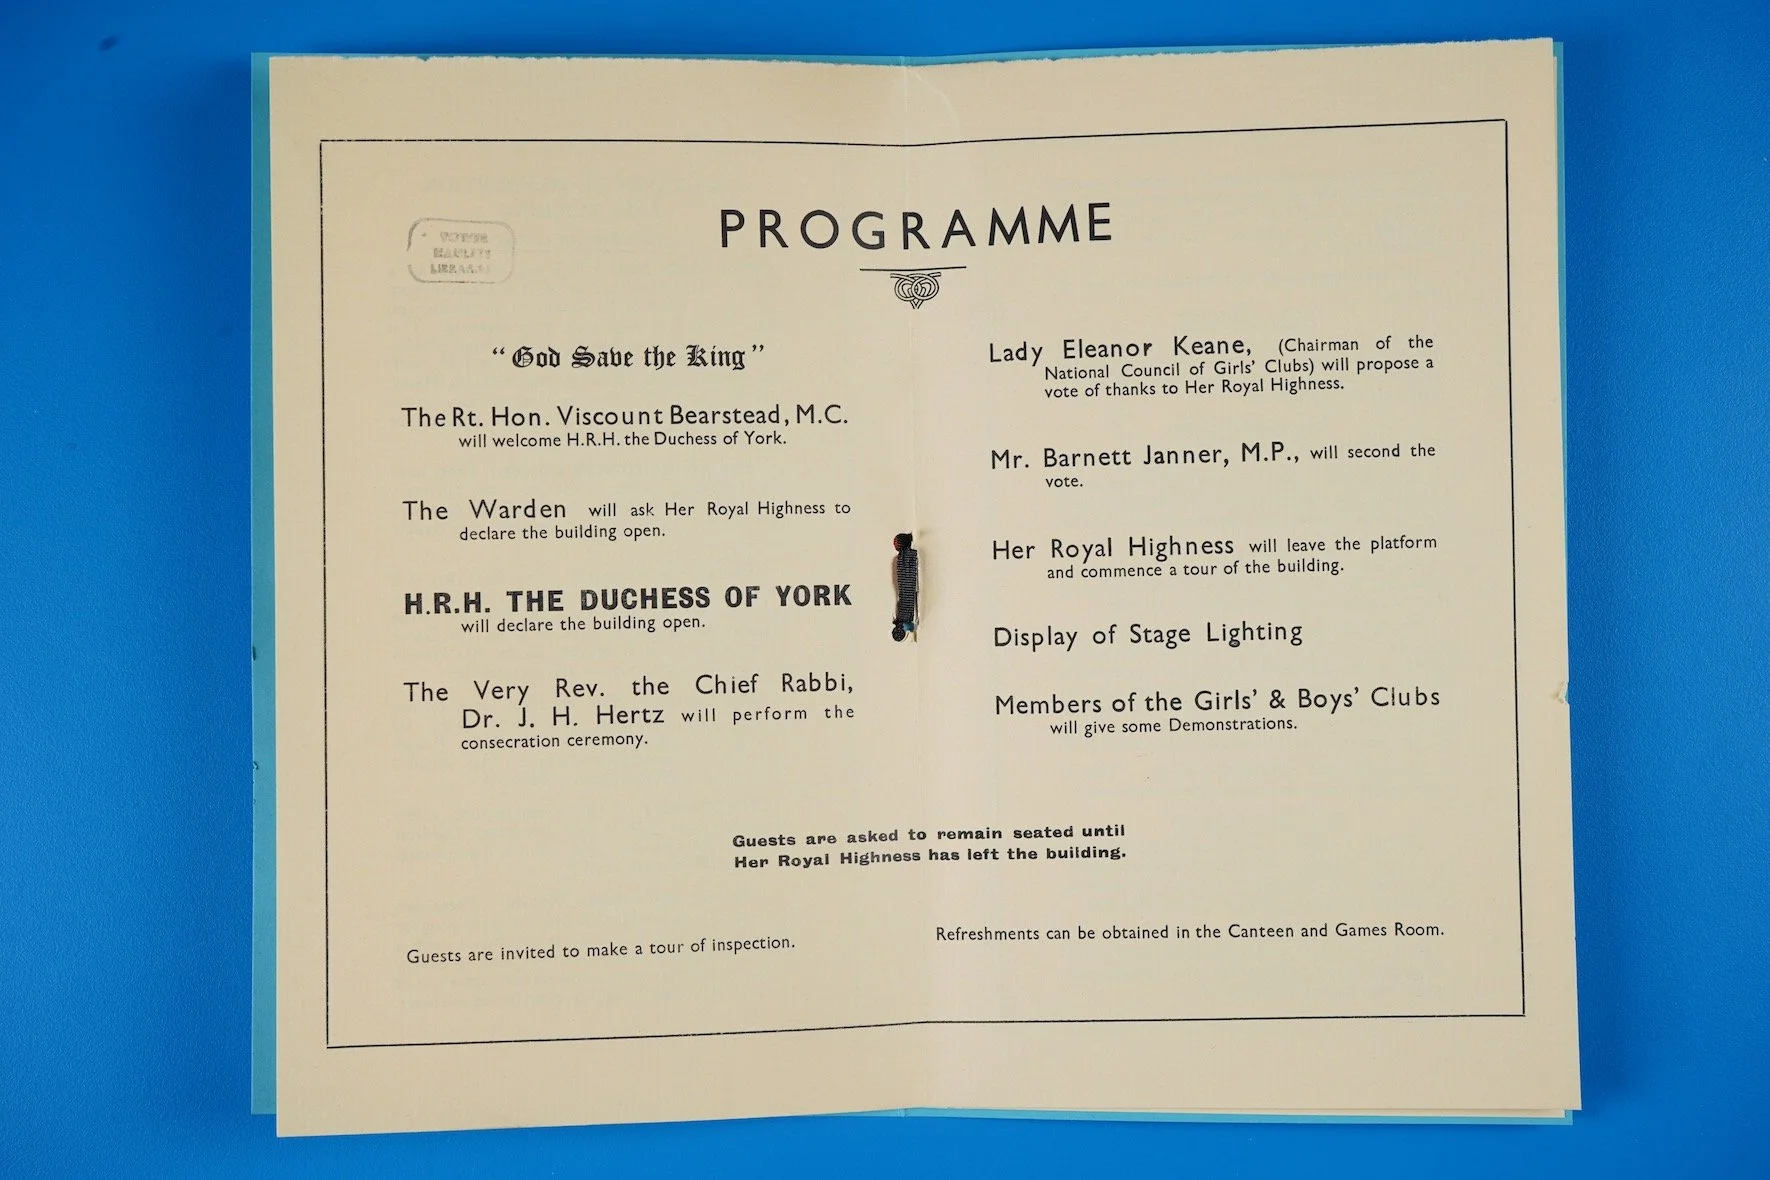 PROGRAMME
TOWER
HAMLETS
LIBRARIES
“God Save the King”
The Rt. Hon. Viscount Bearstead, M.C.
will welcome H.R.H. the Duchess of York.
The Warden will ask Her Royal Highness to
declare the building open.
H.R.H. THE DUCHESS OF YORK
will declare the building open.
The Very Rev. the Chief Rabbi,
Dr. J. H. Hertz will perform the
consecration ceremony.
Lady Eleanor Keane, (Chairman of the
National Council of Girls’ Clubs) will propose a
vote of thanks to Her Royal Highness.
Mr. Barnett Janner, M.P., will second the
vote.
Her Royal Highness will leave the platform
and commence a tour of the building.
Display of Stage Lighting
Members of the Girls’ & Boys’ Clubs
will give some Demonstrations.
Guests are asked to remain seated until
Her Royal Highness has left the building.
Guests are invited to make a tour of inspection.
Refreshments can be obtained in the Canteen and Games Room.